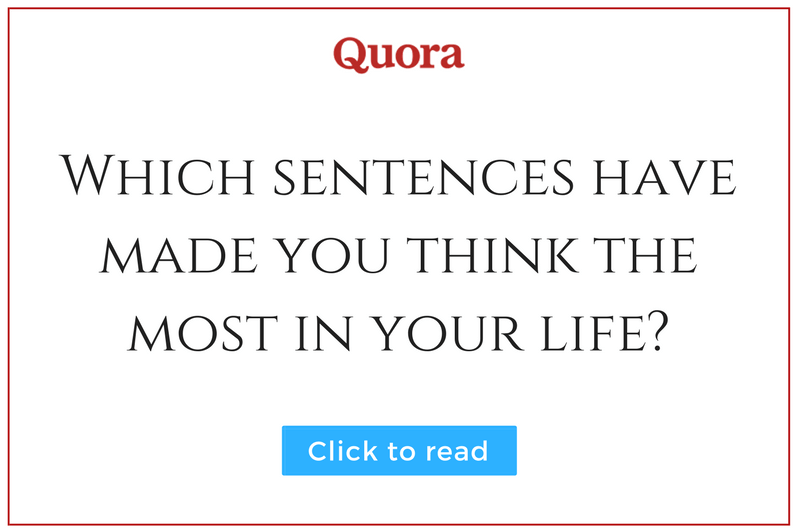 Quora
Which sentences have
made you think the
most in your life?
Click to read